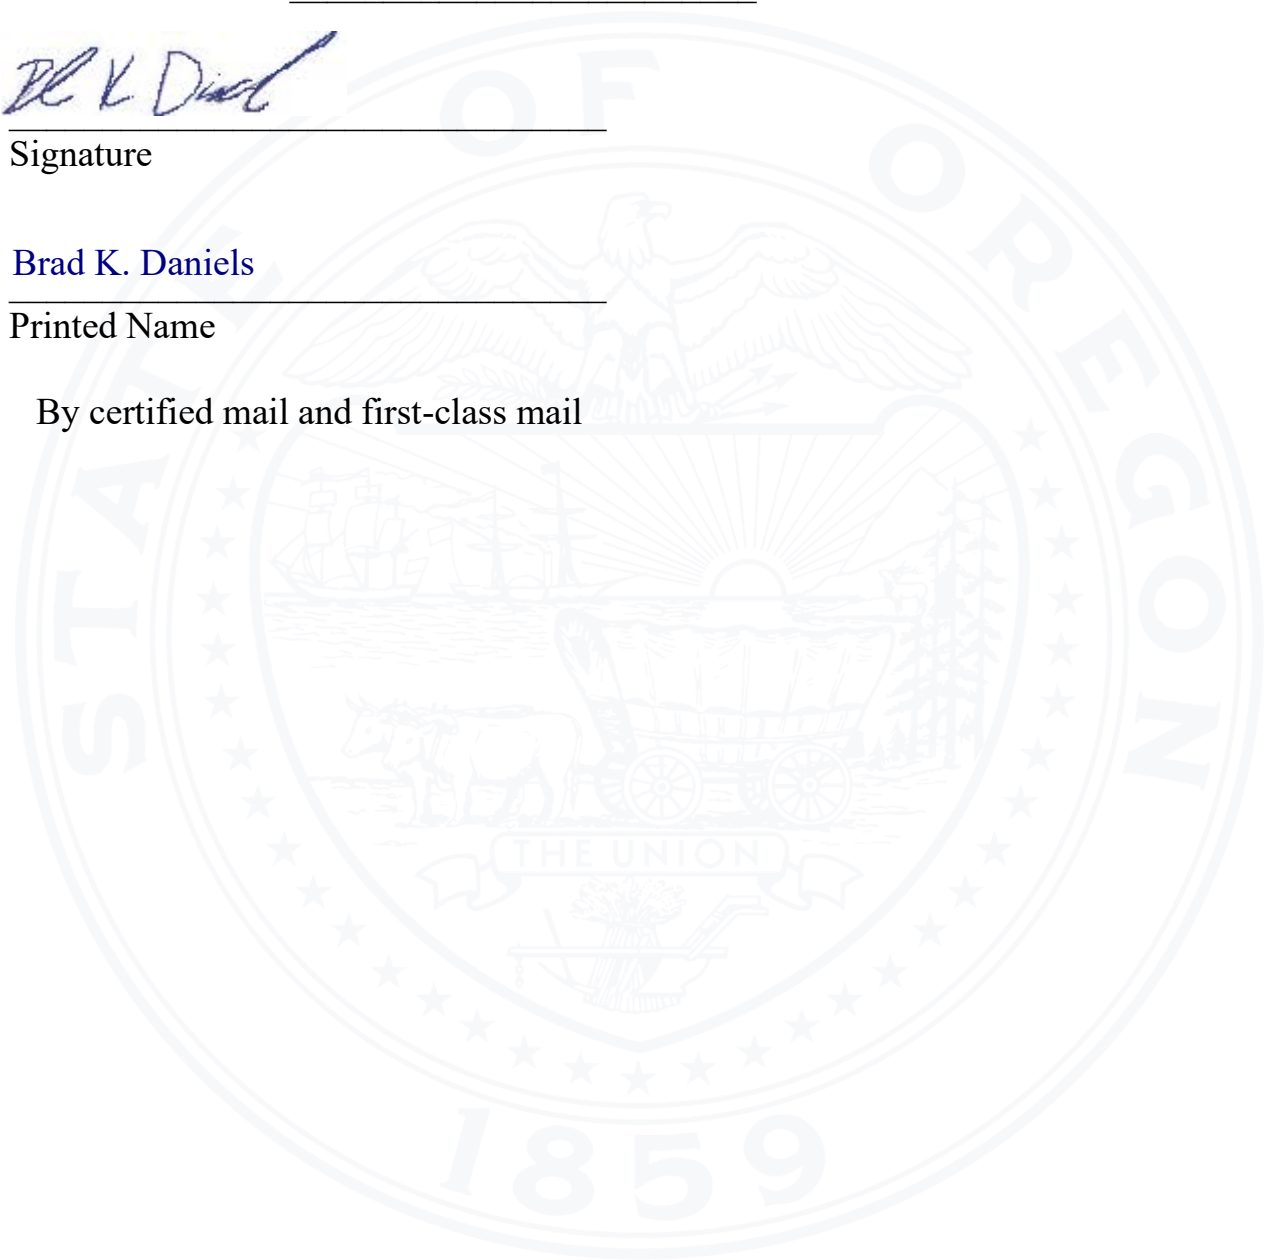 Signature
Brad K. Daniels
Printed Name
By certified mail and first-class mail
STATE OF OREGON
THE UNION
1859